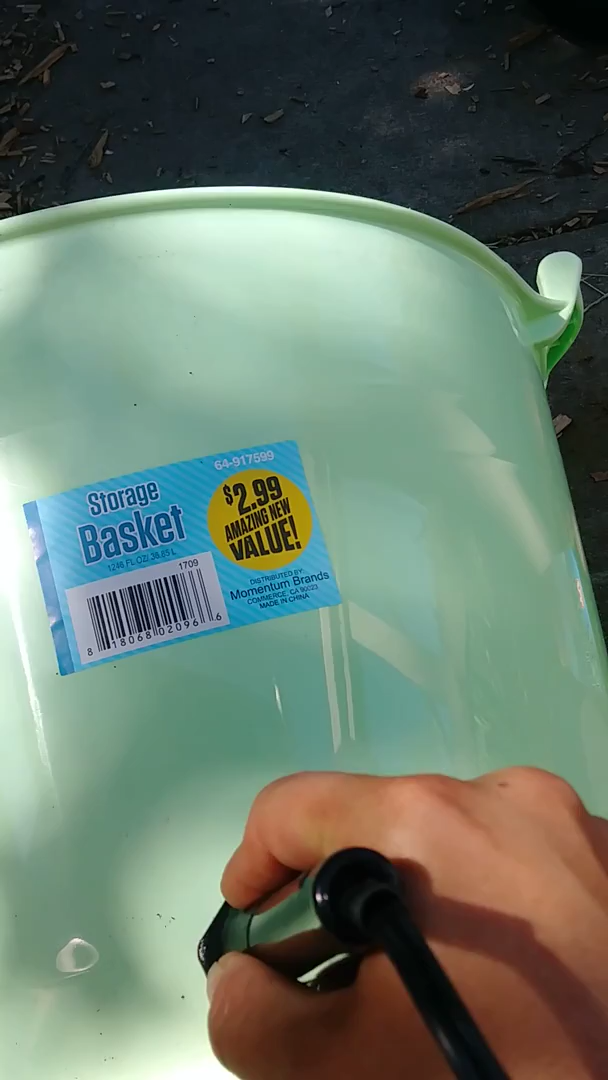 64-917599
Storage
Basket
$2.99
AMAZING NEW
VALUE!
1246 FL OZ/ 36.85 L
1709
8 18068 02096 6
DISTRIBUTED BY:
Momentum Brands
COMMERCE, CA 90023
MADE IN CHINA